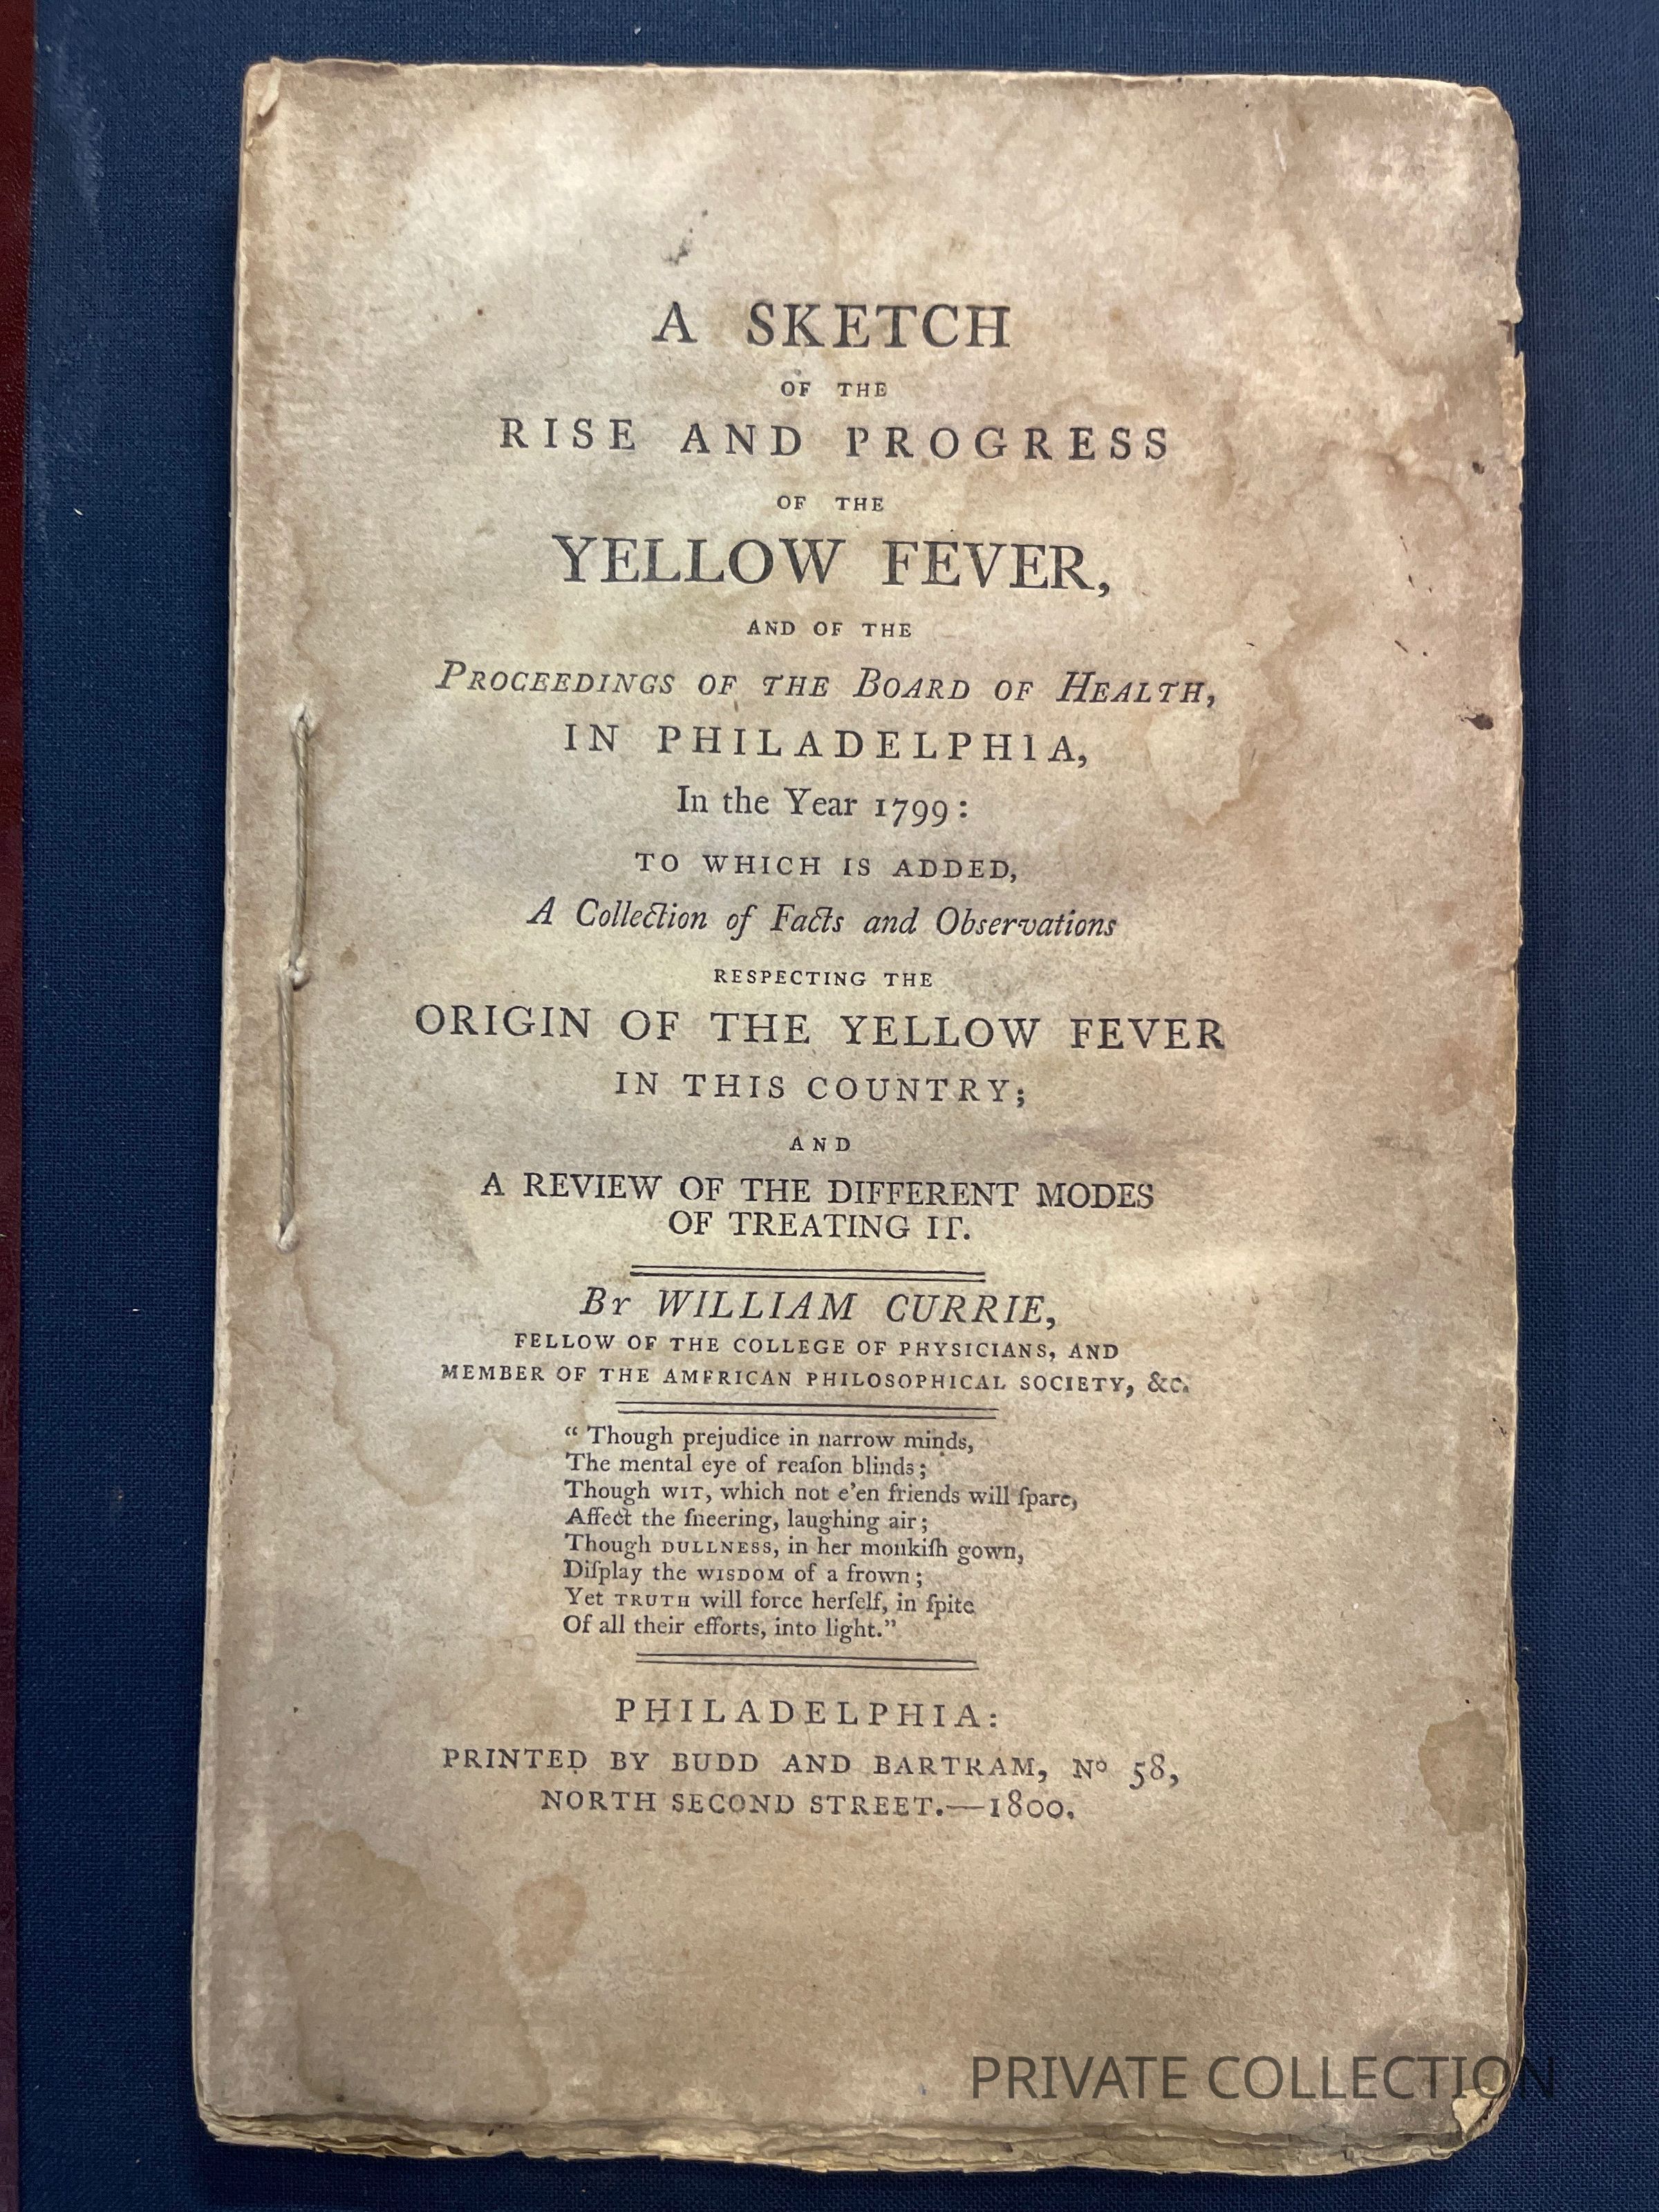 A SKETCH
OF THE
RISE AND PROGRESS
OF THE
YELLOW FEVER,
AND OF THE
PROCEEDINGS OF THE BOARD OF HEALTH,
IN PHILADELPHIA,
In the Year 1799:
TO WHICH IS ADDED,
A Collection of Facts and Observations
RESPECTING THE
ORIGIN OF THE YELLOW FEVER
IN THIS COUNTRY;
AND
A REVIEW OF THE DIFFERENT MODES
OF TREATING IT.
BY WILLIAM CURRIE,
FELLOW OF THE COLLEGE OF PHYSICIANS, AND
MEMBER OF THE AMERICAN PHILOSOPHICAL SOCIETY, &c.
“ Though prejudice in narrow minds,
The mental eye of reaſon blinds;
Though WIT, which not e'en friends will ſpare,
Affect the ſneering, laughing air;
Though DULLNESS, in her monkiſh gown,
Diſplay the WISDOM of a frown;
Yet TRUTH will force herſelf, in ſpite
Of all their efforts, into light.”
PHILADELPHIA:
PRINTED BY BUDD AND BARTRAM, Nº 58,
NORTH SECOND STREET.—1800.
PRIVATE COLLECTION